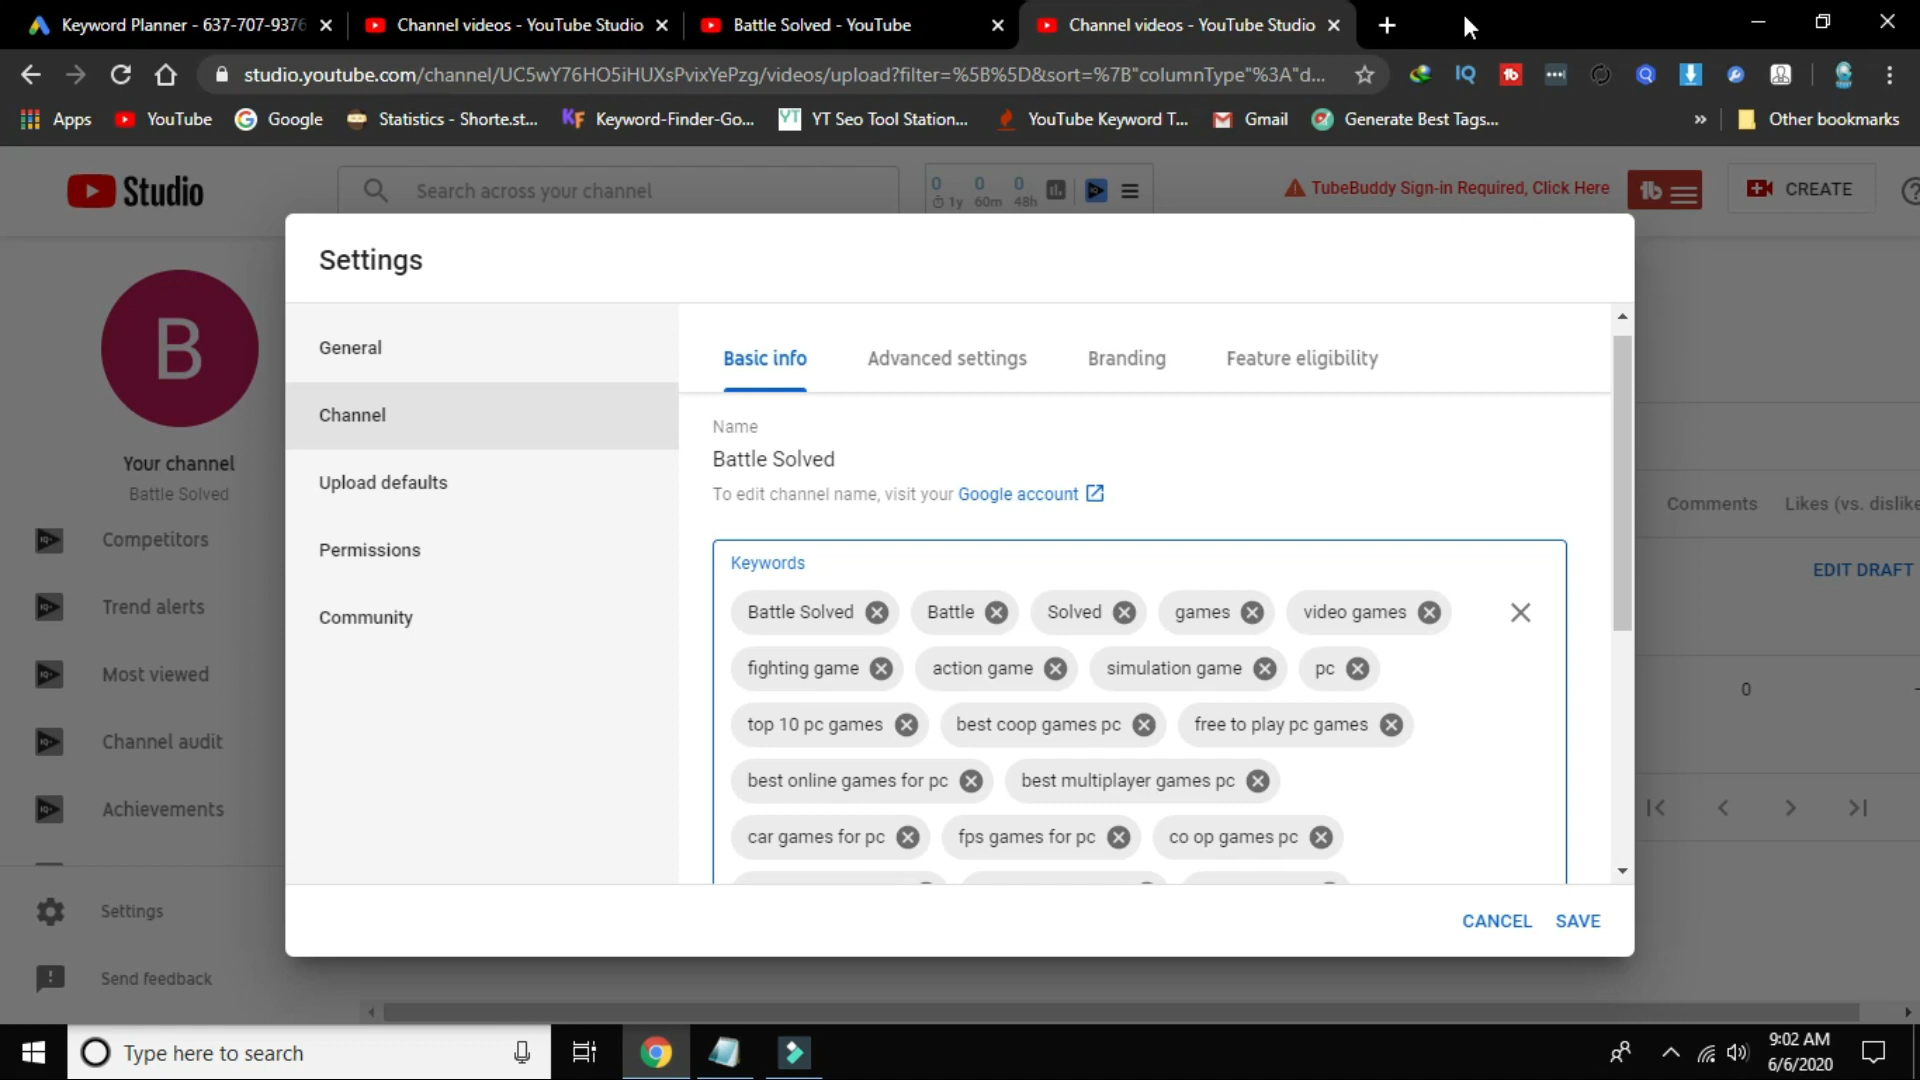 Keyword Planner - 637-707-9376
Channel videos - YouTube Studio
Battle Solved - YouTube
Channel videos - YouTube Studio
studio.youtube.com/channel/UC5wY76HO5iHUXsPvixYePzg/videos/upload?filter=%5B%5D&sort=%7B"columnType"%3A"d...
Apps
YouTube
Google
Statistics - Shorte.st...
Keyword-Finder-Go...
YT Seo Tool Station...
YouTube Keyword T...
Gmail
Generate Best Tags...
Other bookmarks
Studio
Search across your channel
0 0 0
1y 60m 48h
TubeBuddy Sign-in Required, Click Here
CREATE
B
Your channel
Battle Solved
Competitors
Trend alerts
Most viewed
Channel audit
Achievements
Settings
Send feedback
Settings
General
Channel
Upload defaults
Permissions
Community
Basic info
Advanced settings
Branding
Feature eligibility
Name
Battle Solved
To edit channel name, visit your Google account
Keywords
Battle Solved Battle Solved games video games
fighting game action game simulation game pc
top 10 pc games best coop games pc free to play pc games
best online games for pc best multiplayer games pc
car games for pc fps games for pc co op games pc
CANCEL SAVE
Comments Likes (vs. dislike
EDIT DRAFT
0
Type here to search
9:02 AM
6/6/2020